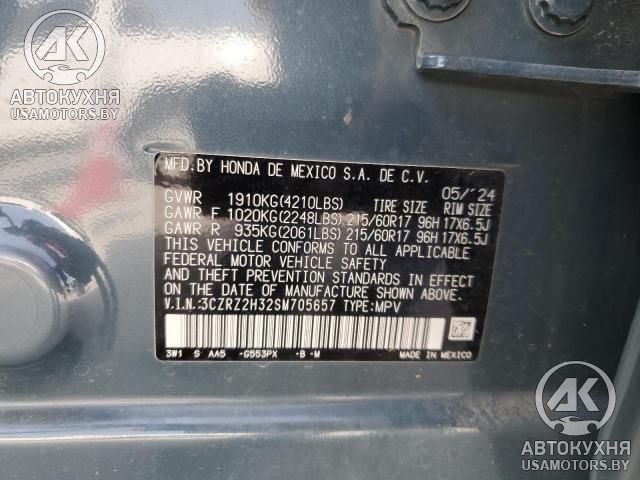 AK
АВТОКУХНЯ
USAMOTORS.BY
MFD.BY HONDA DE MEXICO S.A. DE C.V.
05/'24
GVWR 1910KG(4210LBS) TIRE SIZE RIM SIZE
GAWR F 1020KG(2248LBS) 215/60R17 96H 17X6.5J
GAWR R 935KG(2061LBS) 215/60R17 96H 17X6.5J
THIS VEHICLE CONFORMS TO ALL APPLICABLE
FEDERAL MOTOR VEHICLE SAFETY
AND THEFT PREVENTION STANDARDS IN EFFECT
ON THE DATE OF MANUFACTURE SHOWN ABOVE.
V.I.N.:3CZRZ2H32SM705657 TYPE:MPV
3W1 S AA5 -G553PX -B -M MADE IN MEXICO
AK
АВТОКУХНЯ
USAMOTORS.BY